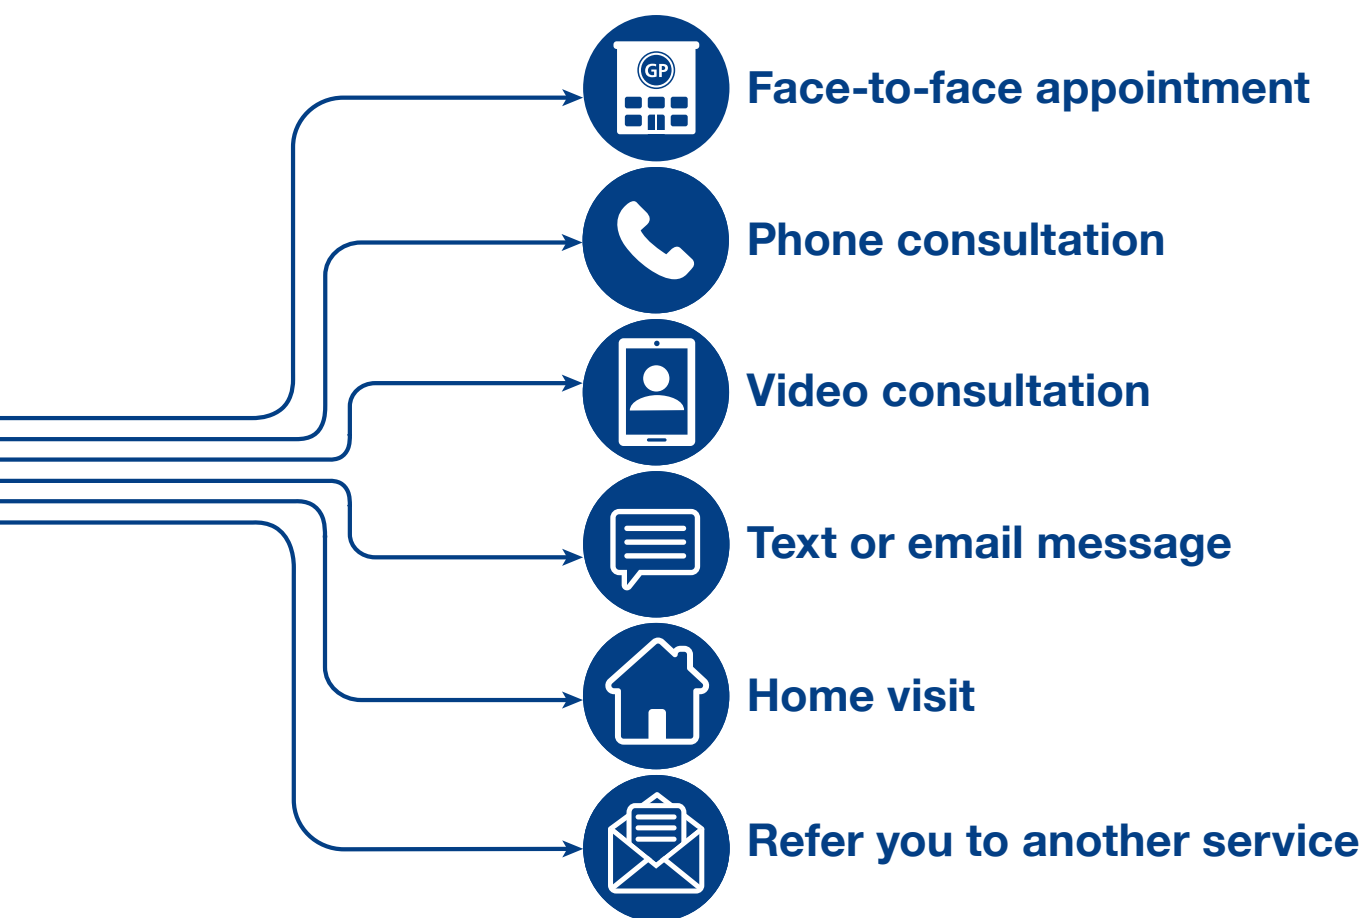 GP
Face-to-face appointment
Phone consultation
Video consultation
Text or email message
Home visit
Refer you to another service